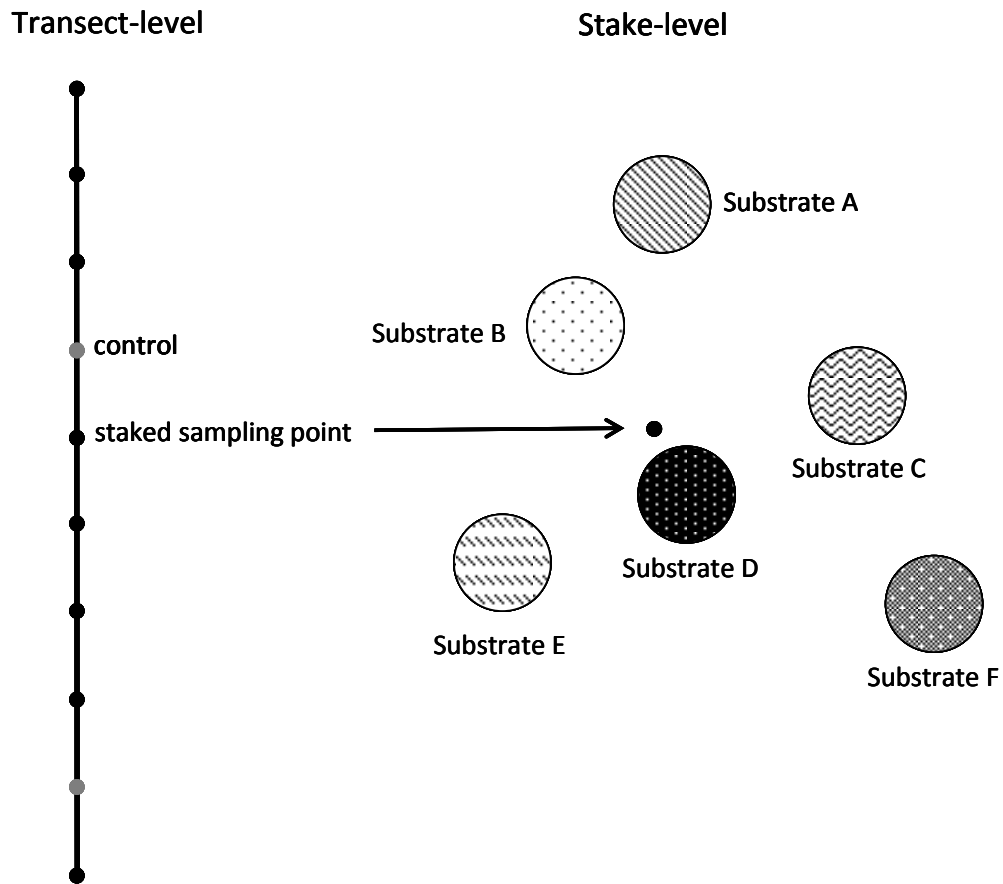 Transect-level
Stake-level
Substrate A
Substrate B
control
staked sampling point
Substrate C
Substrate D
Substrate E
Substrate F